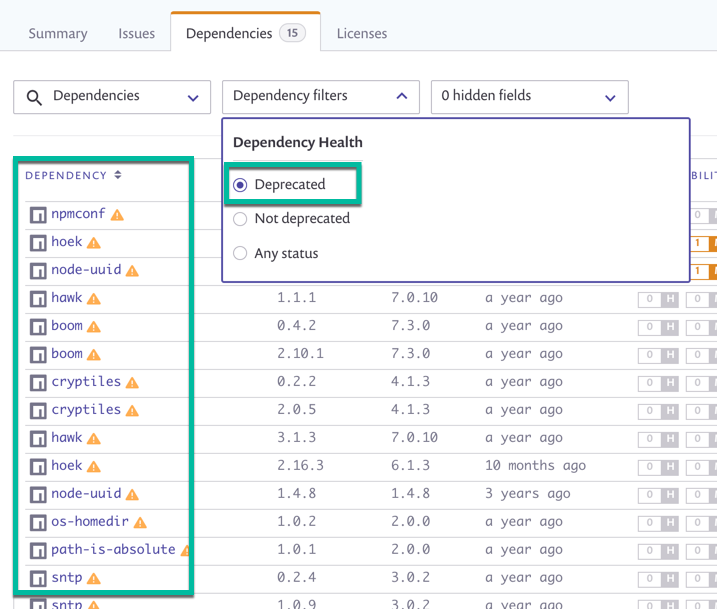 Summary Issues Dependencies 15 Licenses
Dependencies Dependency filters 0 hidden fields
Dependency Health
DEPENDENCY
Deprecated
npmconf 0
Not deprecated
hoek 1
Any status
node-uuid 1
hawk 1.1.1 7.0.10 a year ago 0 H 0
boom 0.4.2 7.3.0 a year ago 0 H 0
boom 2.10.1 7.3.0 a year ago 0 H 0
cryptiles 0.2.2 4.1.3 a year ago 0 H 0
cryptiles 2.0.5 4.1.3 a year ago 0 H 0
hawk 3.1.3 7.0.10 a year ago 0 H 0
hoek 2.16.3 6.1.3 10 months ago 0 H 0
node-uuid 1.4.8 1.4.8 3 years ago 0 H 0
os-homedir 1.0.2 2.0.0 a year ago 0 H 0
path-is-absolute 1.0.1 2.0.0 a year ago 0 H 0
sntp 0.2.4 3.0.2 a year ago 0 H 0
sntp 1.0.9 3.0.2 a year ago 0 H 0